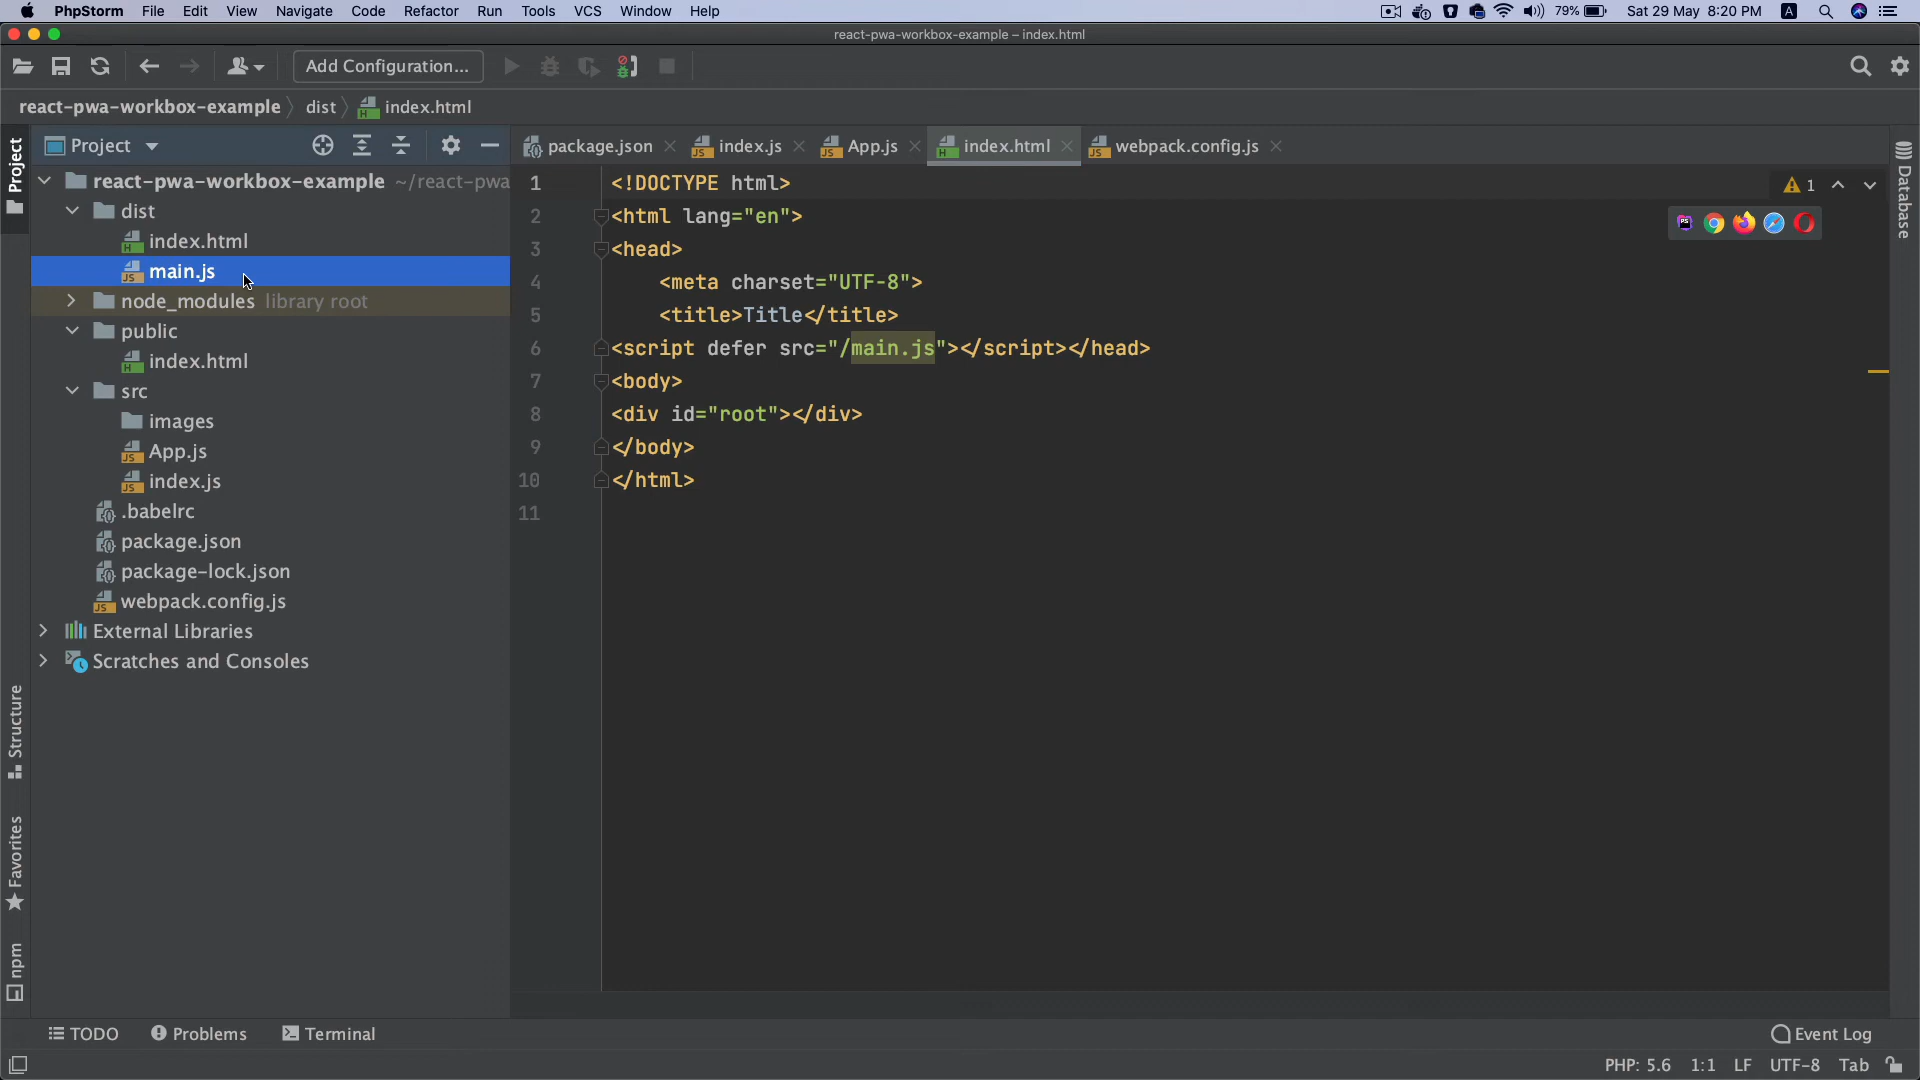 PhpStorm File Edit View Navigate Code Refactor Run Tools VCS Window Help 79% Sat 29 May 8:20 PM A
react-pwa-workbox-example – index.html
Add Configuration...
react-pwa-workbox-example dist index.html
Project
Project
package.json index.js App.js index.html webpack.config.js
Database
react-pwa-workbox-example ~/react-pwa
dist
index.html
main.js
node_modules library root
public
index.html
src
images
App.js
index.js
.babelrc
package.json
package-lock.json
webpack.config.js
External Libraries
Scratches and Consoles
1 <!DOCTYPE html>
2 <html lang="en">
3 <head>
4 <meta charset="UTF-8">
5 <title>Title</title>
6 <script defer src="/main.js"></script></head>
7 <body>
8 <div id="root"></div>
9 </body>
10 </html>
11
1
Structure
Favorites
npm
TODO Problems Terminal Event Log
PHP: 5.6 1:1 LF UTF-8 Tab